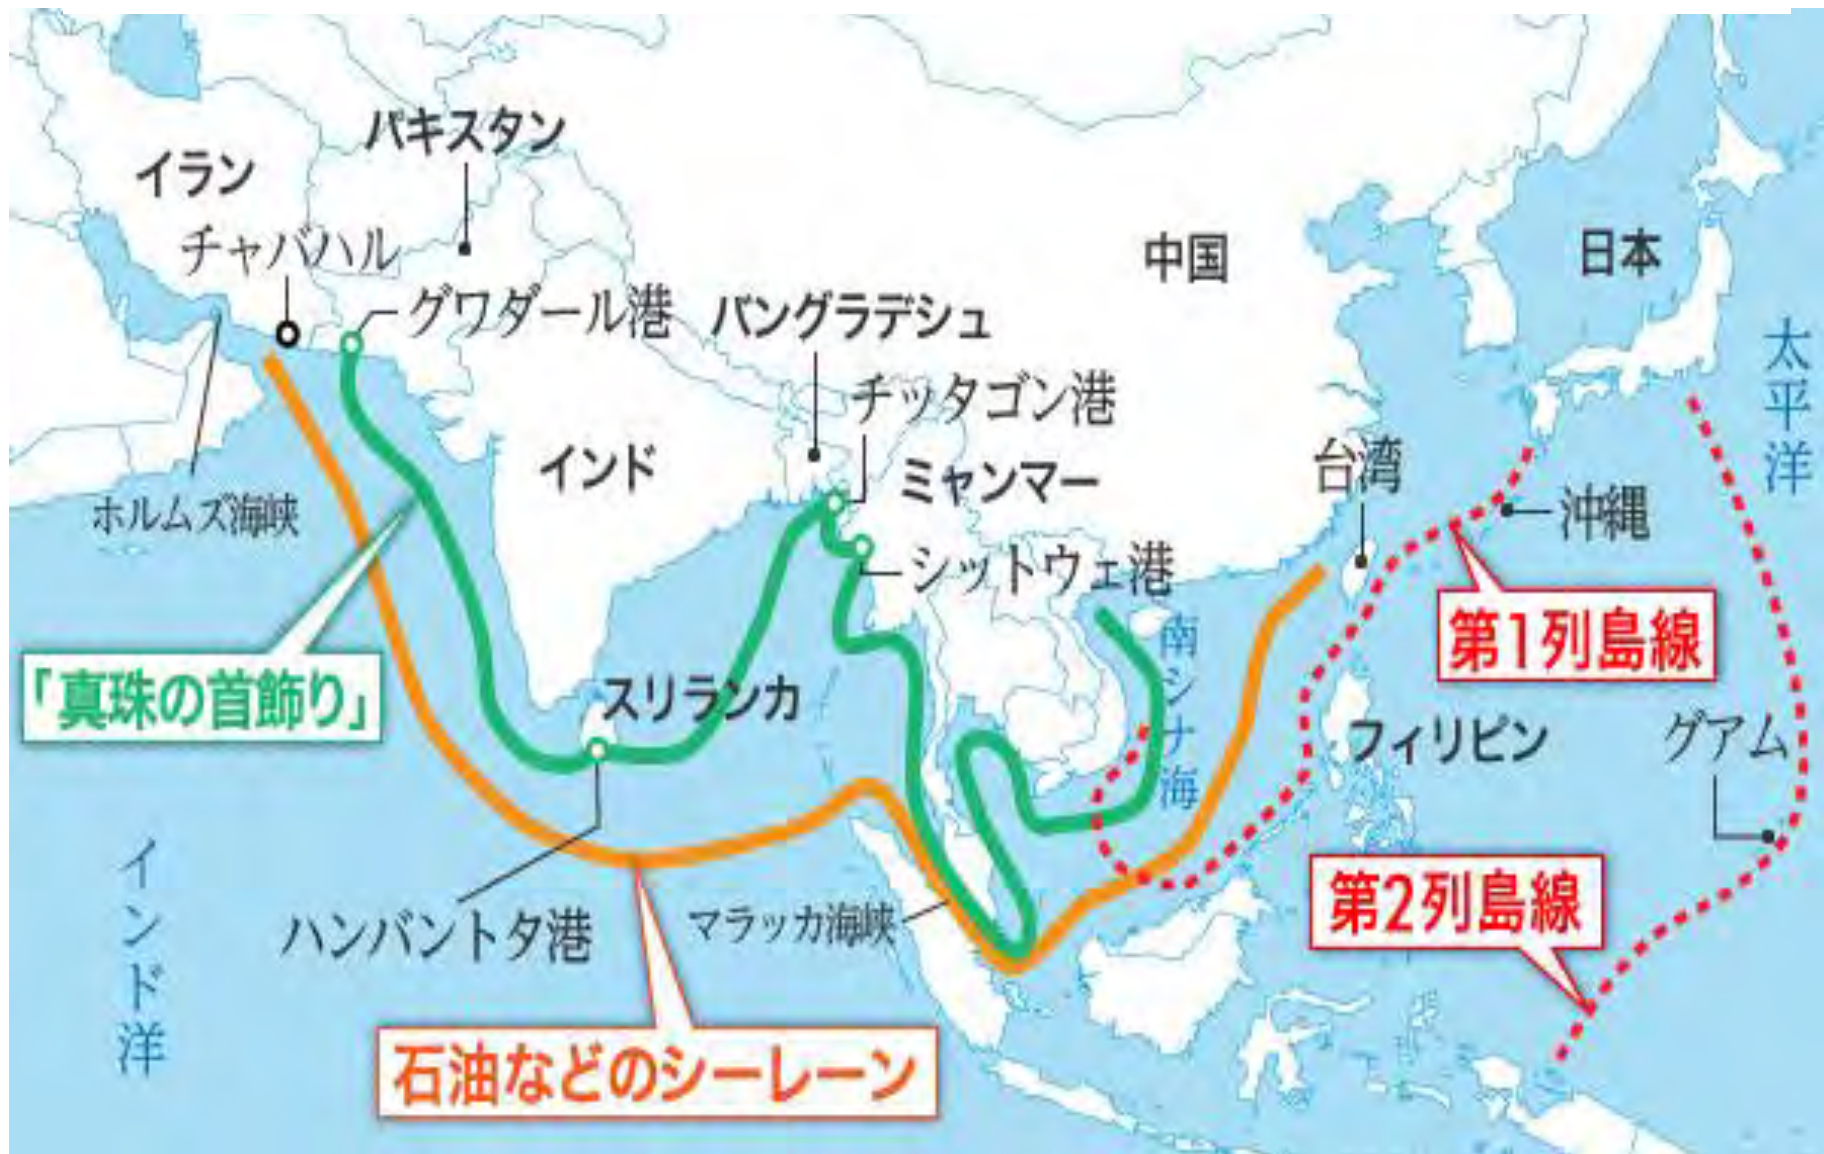 パキスタン
イラン
チャバハル
グワダール港
バングラデシュ
チッタゴン港
中国
日本
太平洋
インド
ミャンマー
台湾
沖縄
ホルムズ海峡
シットウェ港
第1列島線
「真珠の首飾り」
スリランカ
南シナ海
フィリピン
グアム
インド洋
ハンバントタ港
マラッカ海峡
第2列島線
石油などのシーレーン